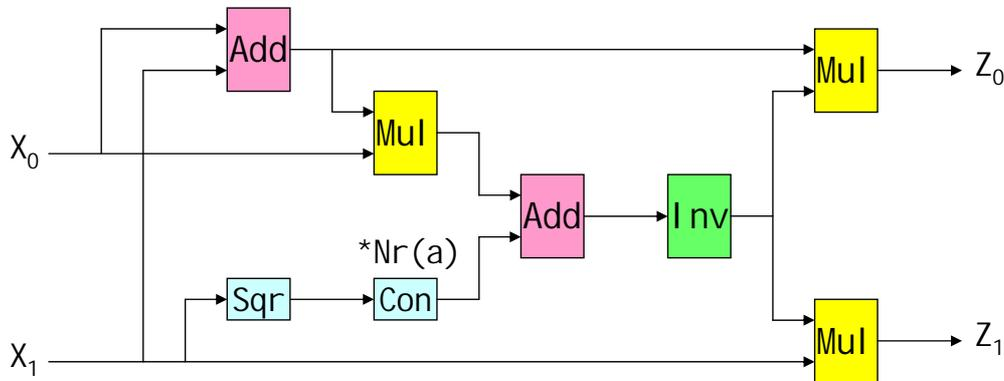 Add
Mul
Z₀
Mul
X₀
Add
Inv
*Nr(a)
Sqr
Con
Mul
Z₁
X₁